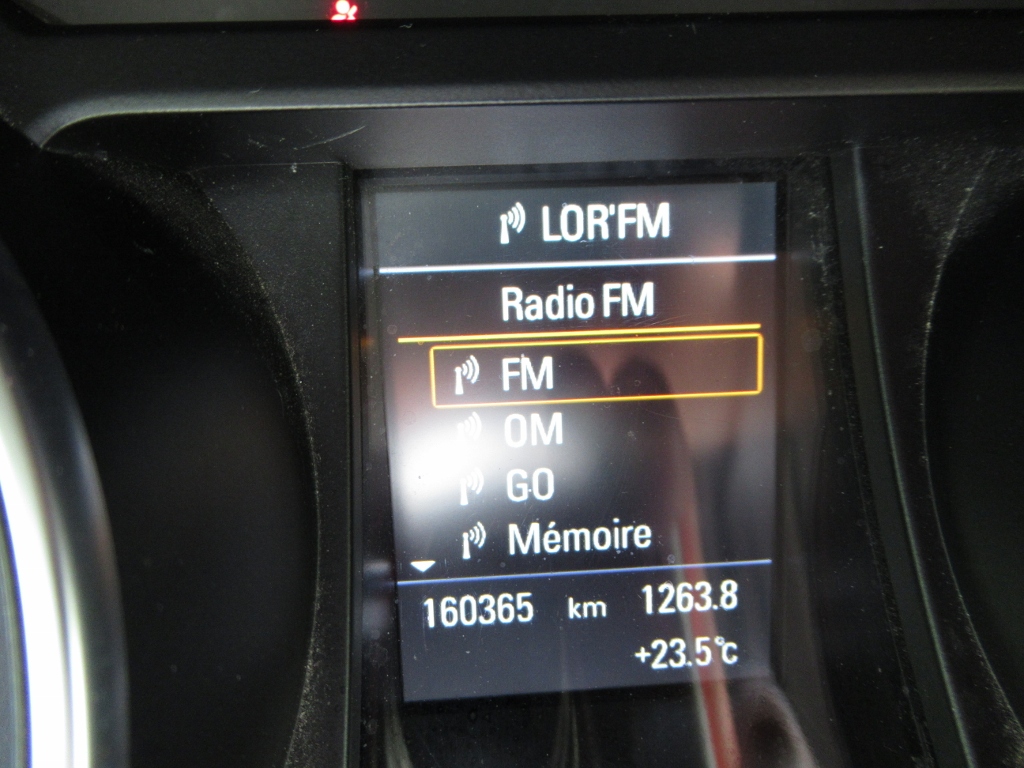 LOR'FM
Radio FM
FM
OM
GO
Mémoire
160365 km 1263.8
+23.5°C